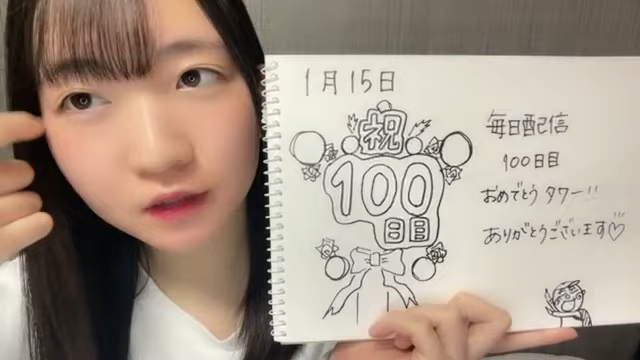 1月15日
祝
100
日目
毎日配信
100日目
おめでとうタワー!!
ありがとうございます♡